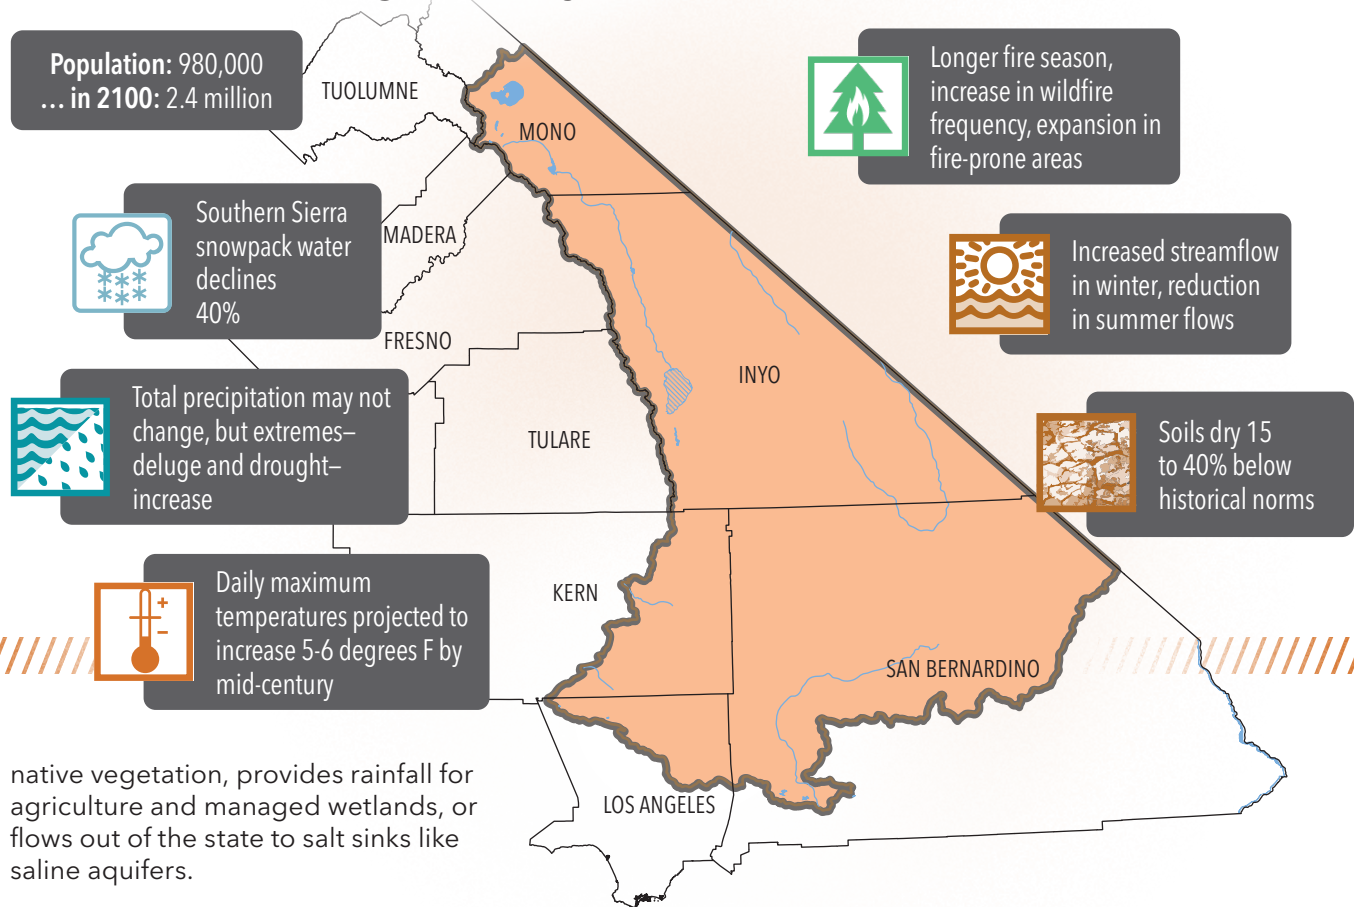 Population: 980,000
… in 2100: 2.4 million
TUOLUMNE
MONO
Longer fire season,
increase in wildfire
frequency, expansion in
fire-prone areas
Southern Sierra
snowpack water
declines
40%
MADERA
Increased streamflow
in winter, reduction
in summer flows
FRESNO
INYO
Total precipitation may not
change, but extremes–
deluge and drought–
increase
TULARE
Soils dry 15
to 40% below
historical norms
Daily maximum
temperatures projected to
increase 5-6 degrees F by
mid-century
KERN
SAN BERNARDINO
LOS ANGELES
native vegetation, provides rainfall for
agriculture and managed wetlands, or
flows out of the state to salt sinks like
saline aquifers.